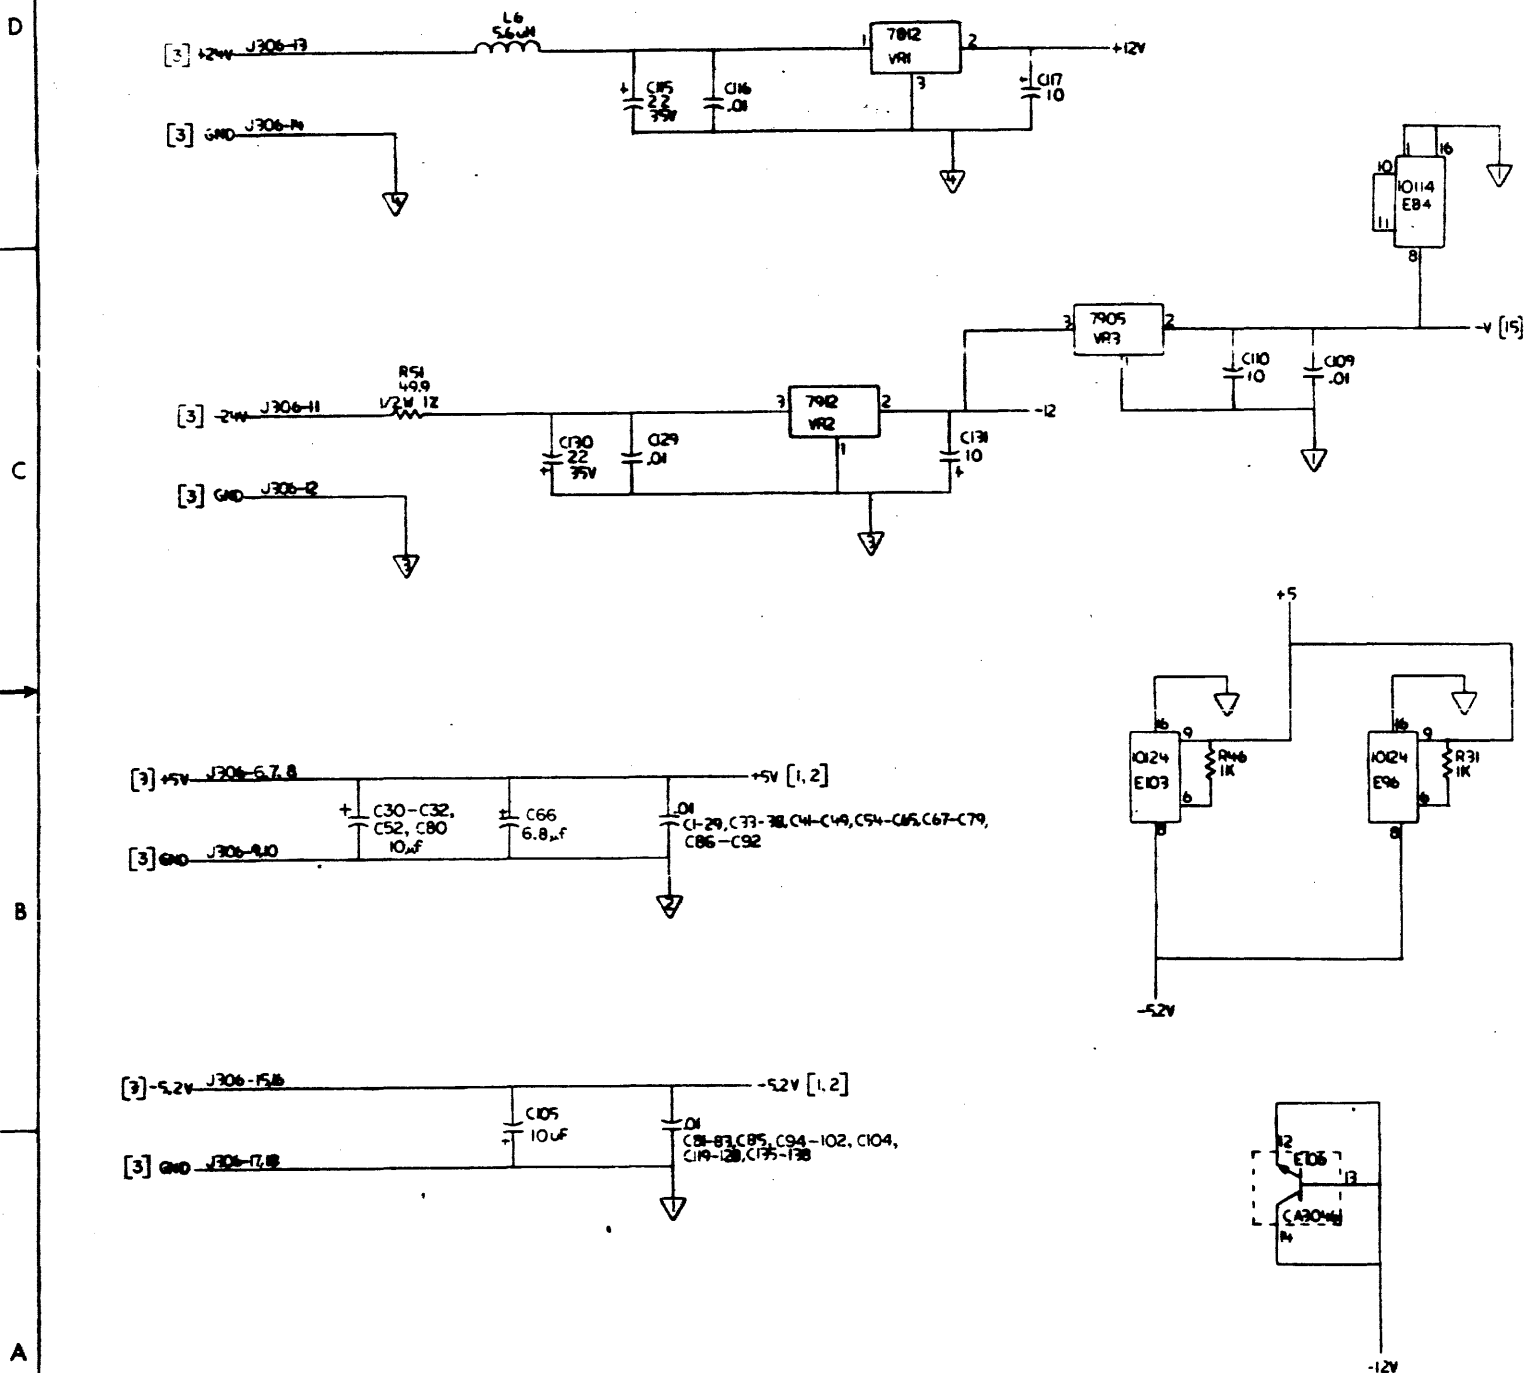 D
L6
5.6uH
[3] +24V J306-13
1 7812 2
VR1
3
+12V
+ C115
22
35V
C116
.01
+ C117
10
[3] GND J306-14
4
4
1 16
10
10114
E84
11
8
1
3 7905 2
VR3
1
-V [15]
C110
10
C109
.01
1
R51
49.9
1/2W 1%
[3] -24V J306-11
3 7912 2
VR2
1
-12
C130
22
+ 35V
C129
.01
C131
10
+
C
[3] GND J306-12
3
3
+5
16 9
10124
E103
6
8
R46
1K
16 9
10124
E96
6
8
R31
1K
-5.2V
[3] +5V J306-6,7,8
+5V [1,2]
+ C30-C32,
C52, C80
10µf
+ C66
6.8µf
.01
C1-29, C33-38, C41-C49, C54-C65, C67-C79,
C86-C92
[3] GND J306-9,10
2
B
[3] -5.2V J306-15,16
-5.2V [1,2]
C105
+ 10uF
.01
C81-83, C85, C94-102, C104,
C119-128, C135-138
[3] GND J306-17,18
1
12
E106
13
CA3046
14
-12V
A